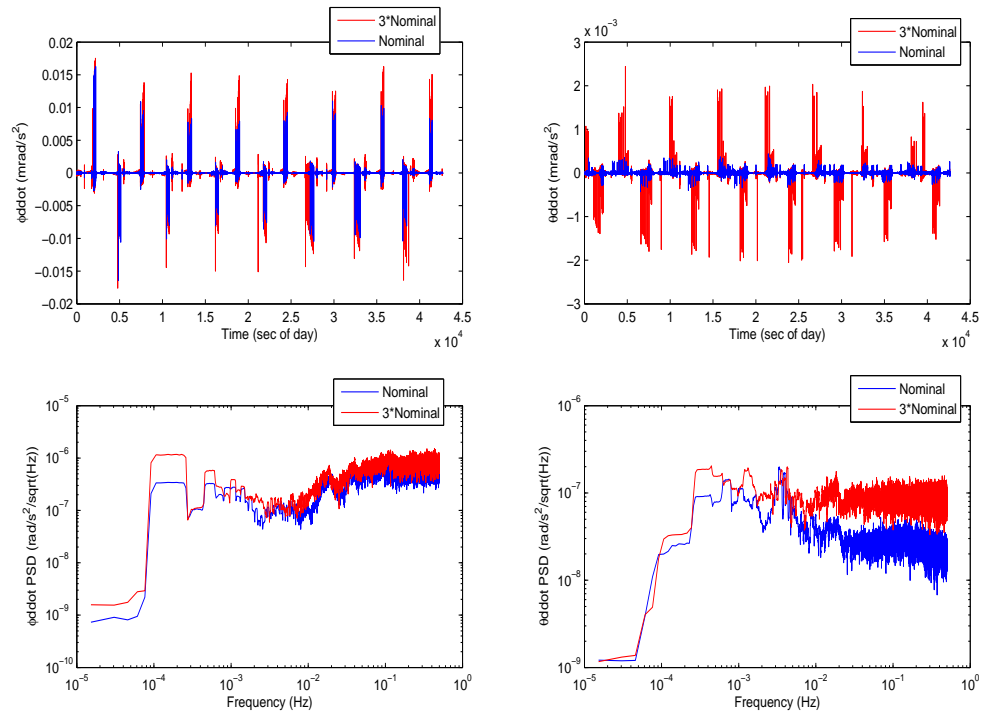 3*Nominal
Nominal
0.02
0.015
0.01
0.005
0
−0.005
−0.01
−0.015
−0.02
ϕddot (mrad/s²)
0 0.5 1 1.5 2 2.5 3 3.5 4 4.5
Time (sec of day)
x 10⁴
3*Nominal
Nominal
x 10⁻³
3
2
1
0
−1
−2
−3
θddot (mrad/s²)
0 0.5 1 1.5 2 2.5 3 3.5 4 4.5
Time (sec of day)
x 10⁴
Nominal
3*Nominal
10⁻⁵
10⁻⁶
10⁻⁷
10⁻⁸
10⁻⁹
10⁻¹⁰
ϕddot PSD (rad/s²/sqrt(Hz))
10⁻⁵ 10⁻⁴ 10⁻³ 10⁻² 10⁻¹ 10⁰
Frequency (Hz)
Nominal
3*Nominal
10⁻⁶
10⁻⁷
10⁻⁸
10⁻⁹
θddot PSD (rad/s²/sqrt(Hz))
10⁻⁵ 10⁻⁴ 10⁻³ 10⁻² 10⁻¹ 10⁰
Frequency (Hz)